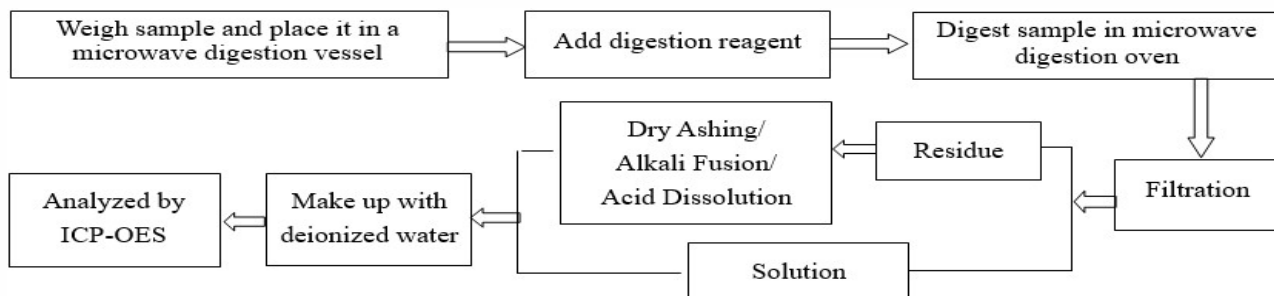 Weigh sample and place it in a
microwave digestion vessel
Add digestion reagent
Digest sample in microwave
digestion oven
Filtration
Residue
Dry Ashing/
Alkali Fusion/
Acid Dissolution
Solution
Make up with
deionized water
Analyzed by
ICP-OES